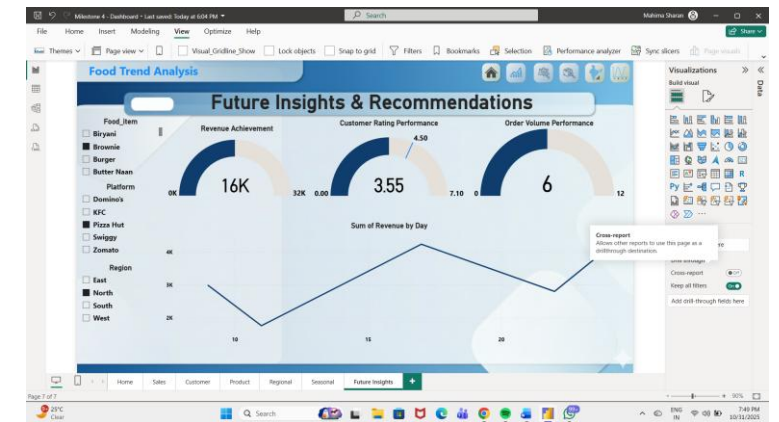 Milestone 4 - Dashboard • Last saved: Today at 6:04 PM
Search
Mahima Sharan
File Home Insert Modeling View Optimize Help
Share
Themes Page view Visual_Gridline_Show Lock objects Snap to grid Filters Bookmarks Selection Performance analyzer Sync slicers Page visuals
Food Trend Analysis
Future Insights & Recommendations
Food_Item
Biryani
Brownie
Burger
Butter Naan
Platform
Domino's
KFC
Pizza Hut
Swiggy
Zomato
Region
East
North
South
West
Revenue Achievement
16K
0K
32K
Customer Rating Performance
4.50
3.55
0.00
7.10
Order Volume Performance
6
0
12
Sum of Revenue by Day
4K
3K
2K
10
15
20
Visualizations
Data
Build visual
Py
R
Cross-report
Allows other reports to use this page as a
drillthrough destination.
Cross-report
Off
Keep all filters
On
Add drill-through fields here
Home Sales Customer Product Regional Seasonal Future Insights
Page 7 of 7
90%
25°C
Clear
Search
ENG
IN
7:49 PM
10/31/2025